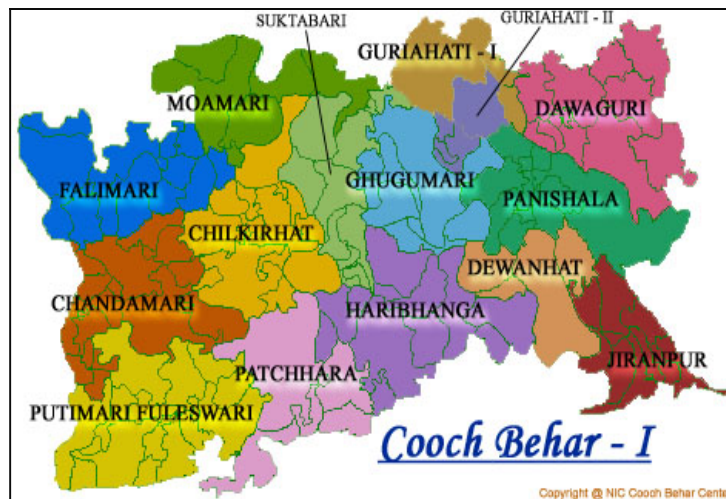 SUKTABARI
GURIAHATI - II
GURIAHATI - I
MOAMARI
DAWAGURI
FALIMARI
GHUGUMARI
PANISHALA
CHILKIRHAT
DEWANHAT
CHANDAMARI
HARIBHANGA
JIRANPUR
PATCHHARA
PUTIMARI FULESWARI
Cooch Behar - I
Copyright @ NIC Cooch Behar Cente